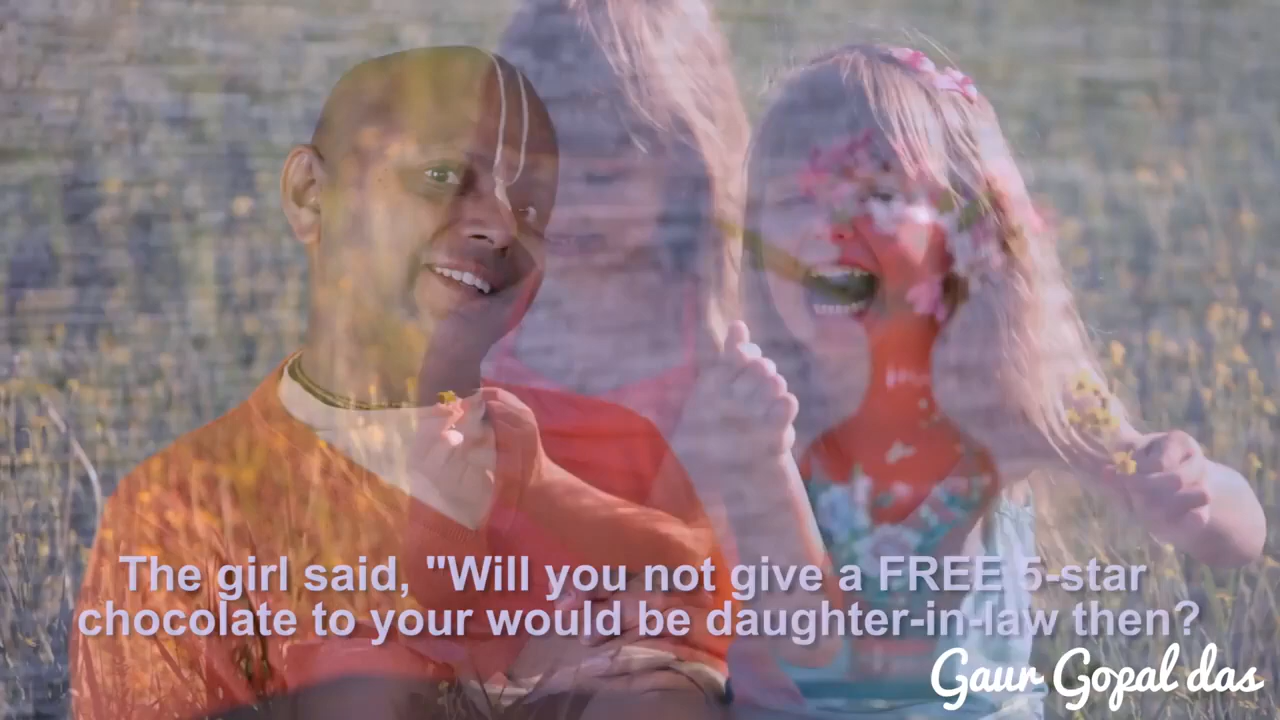 The girl said, "Will you not give a FREE 5-star
chocolate to your would be daughter-in-law then?
Gaur Gopal das